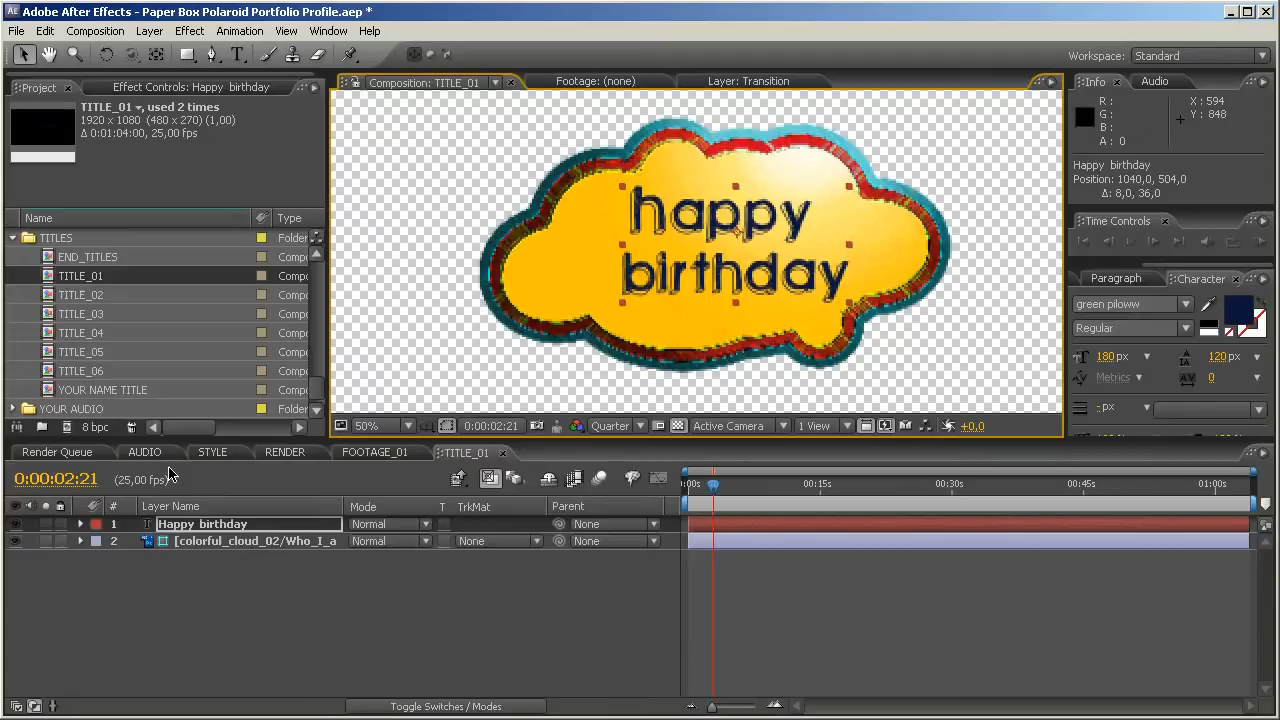 Adobe After Effects - Paper Box Polaroid Portfolio Profile.aep *
File Edit Composition Layer Effect Animation View Window Help
Workspace: Standard
Project × Effect Controls: Happy birthday
Composition: TITLE_01 Footage: (none) Layer: Transition
Info × Audio
TITLE_01, used 2 times
1920 x 1080 (480 x 270) (1,00)
Δ 0:01:04:00, 25,00 fps
R : X : 594
G : Y : 848
B :
A : 0
Happy birthday
Position: 1040,0, 504,0
Δ: 8,0, 36,0
Time Controls ×
Name Type
TITLES Folder
END_TITLES Compo
TITLE_01 Compo
TITLE_02 Compo
TITLE_03 Compo
TITLE_04 Compo
TITLE_05 Compo
TITLE_06 Compo
YOUR NAME TITLE Compo
YOUR AUDIO Folder
8 bpc
happy
birthday
Paragraph Character ×
green piloww
Regular
180 px 120 px
Metrics 0
- px
50% 0:00:02:21 Quarter Active Camera 1 View +0,0
Render Queue AUDIO STYLE RENDER FOOTAGE_01 TITLE_01 ×
0:00:02:21 (25,00 fps)
:00s 00:15s 00:30s 00:45s 01:00s
# Layer Name Mode T TrkMat Parent
1 T Happy birthday Normal None
2 [colorful_cloud_02/Who_I_a Normal None None
Toggle Switches / Modes